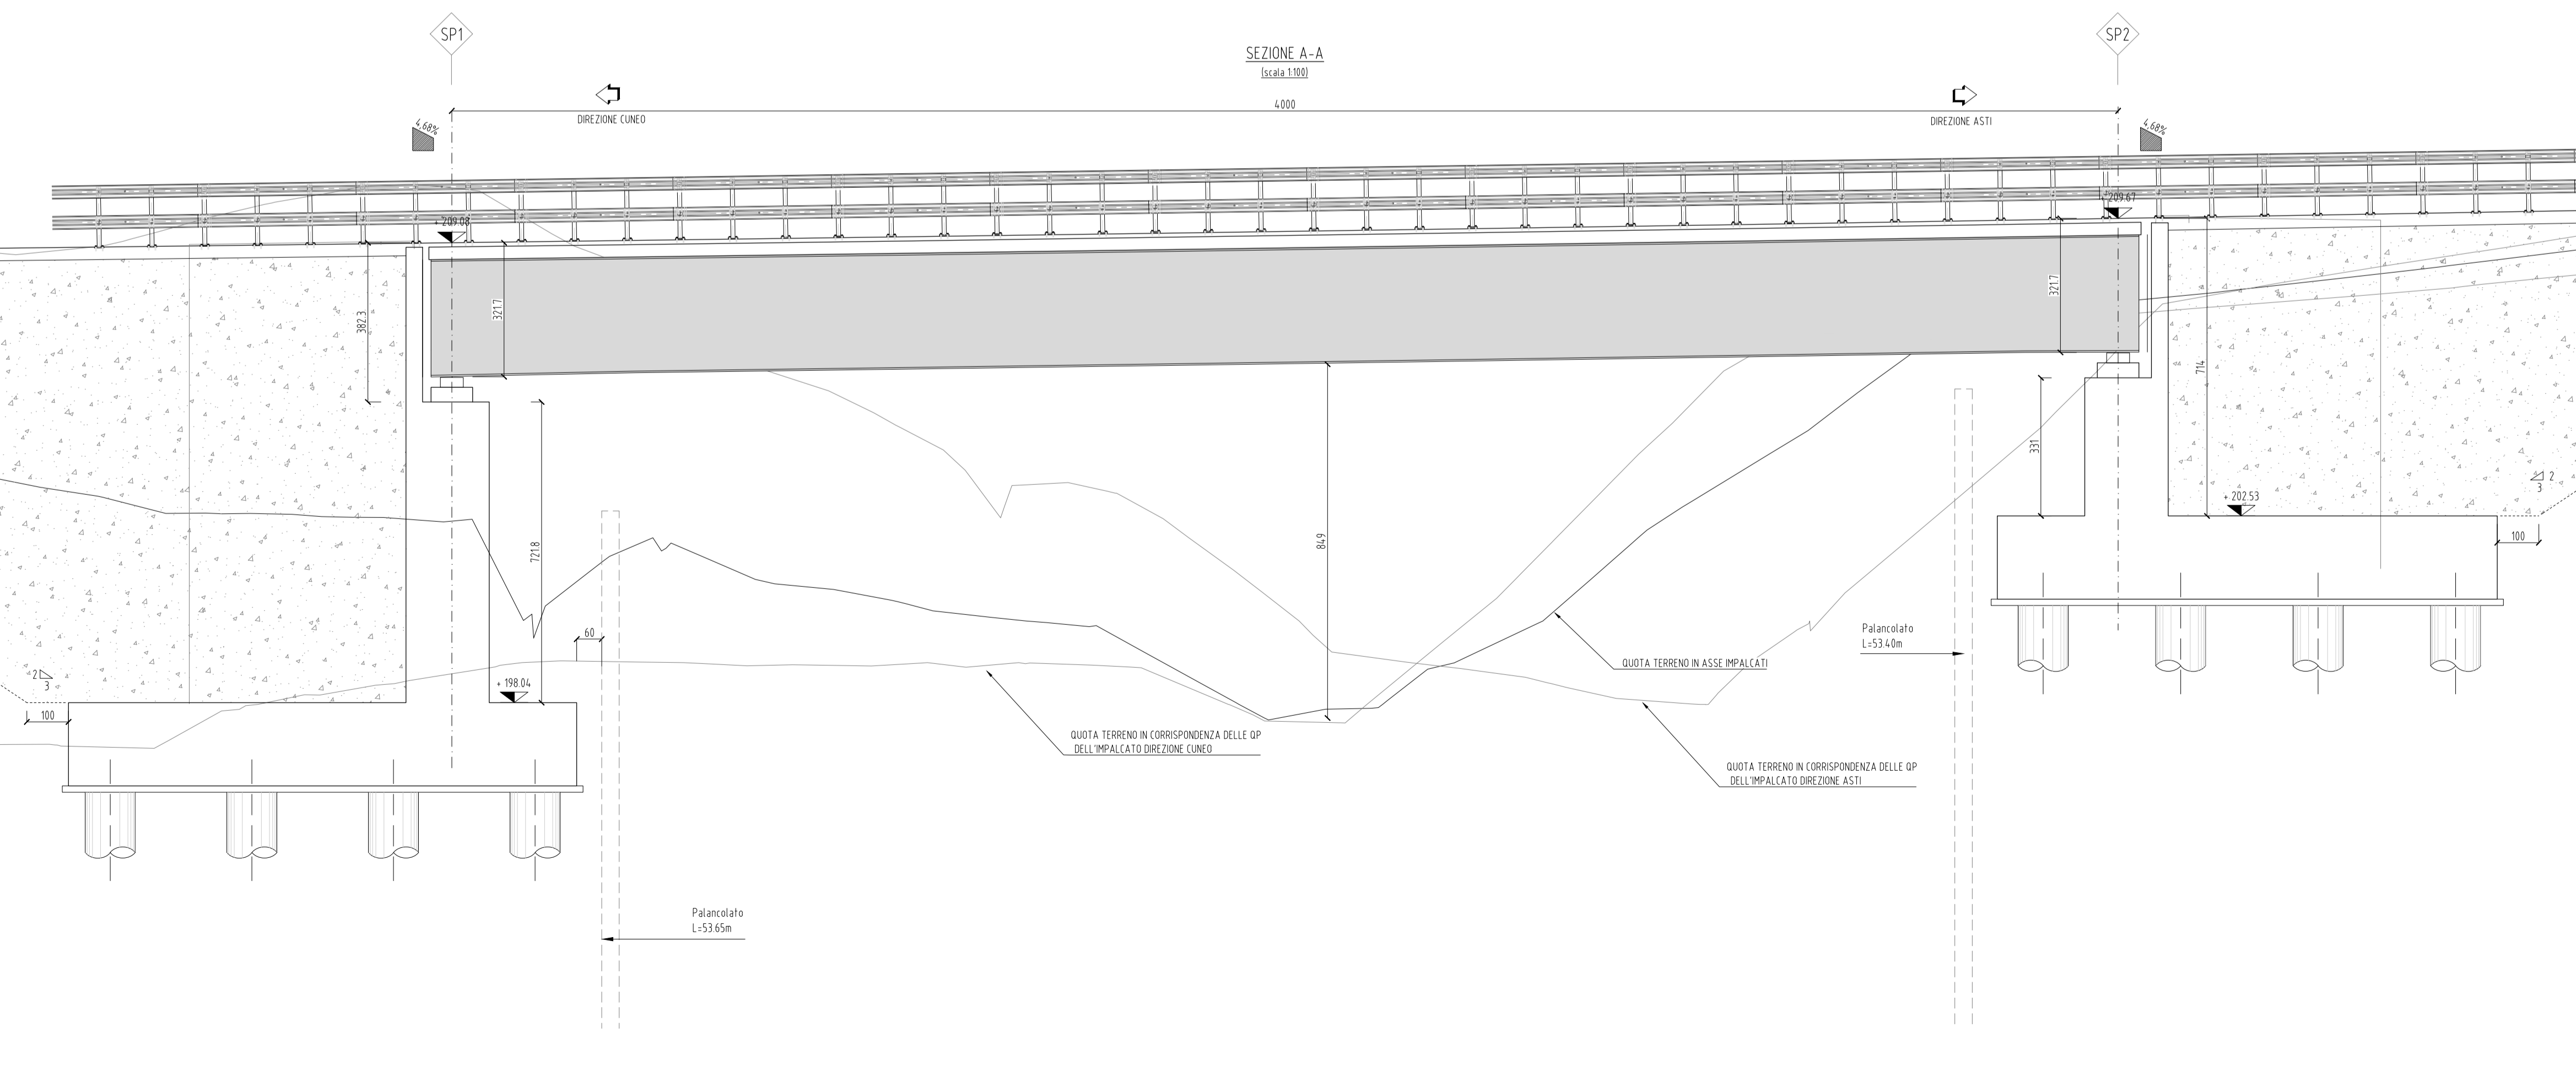 SP1
SP2
SEZIONE A-A
(scala 1:100)
4000
DIREZIONE CUNEO
DIREZIONE ASTI
4,68%
4,68%
+ 209.08
209.67
382.3
321.7
321.7
714
331
+ 202.53
2
3
100
721.8
849
60
Palancolato
L=53.40m
QUOTA TERRENO IN ASSE IMPALCATI
2
3
+ 198.04
100
QUOTA TERRENO IN CORRISPONDENZA DELLE QP
DELL'IMPALCATO DIREZIONE CUNEO
QUOTA TERRENO IN CORRISPONDENZA DELLE QP
DELL'IMPALCATO DIREZIONE ASTI
Palancolato
L=53.65m